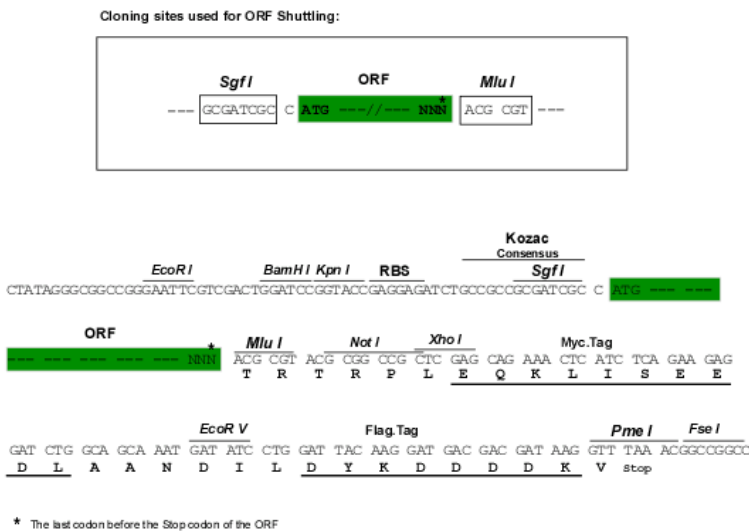 Cloning sites used for ORF Shuttling:
Sgf I ORF Mlu I
*
--- GCGATCGC C ATG ---//--- NNN ACG CGT ---
Kozac
Consensus
EcoR I BamH I Kpn I RBS Sgf I
CTATAGGGCGGCCGGGAATTCGTCGACTGGATCCGGTACCGAGGAGATCTGCCGCCGCGATCGC C ATG --- ---
ORF
* Mlu I Not I Xho I Myc.Tag
--- --- --- --- --- NNN ACG CGT ACG CGG CCG CTC GAG CAG AAA CTC ATC TCA GAA GAG
T R T R P L E Q K L I S E E
EcoR V Flag.Tag Pme I Fse I
GAT CTG GCA GCA AAT GAT ATC CTG GAT TAC AAG GAT GAC GAC GAT AAG GTT TAA ACGGCCGGCC
D L A A N D I L D Y K D D D D K V Stop
* The last codon before the Stop codon of the ORF